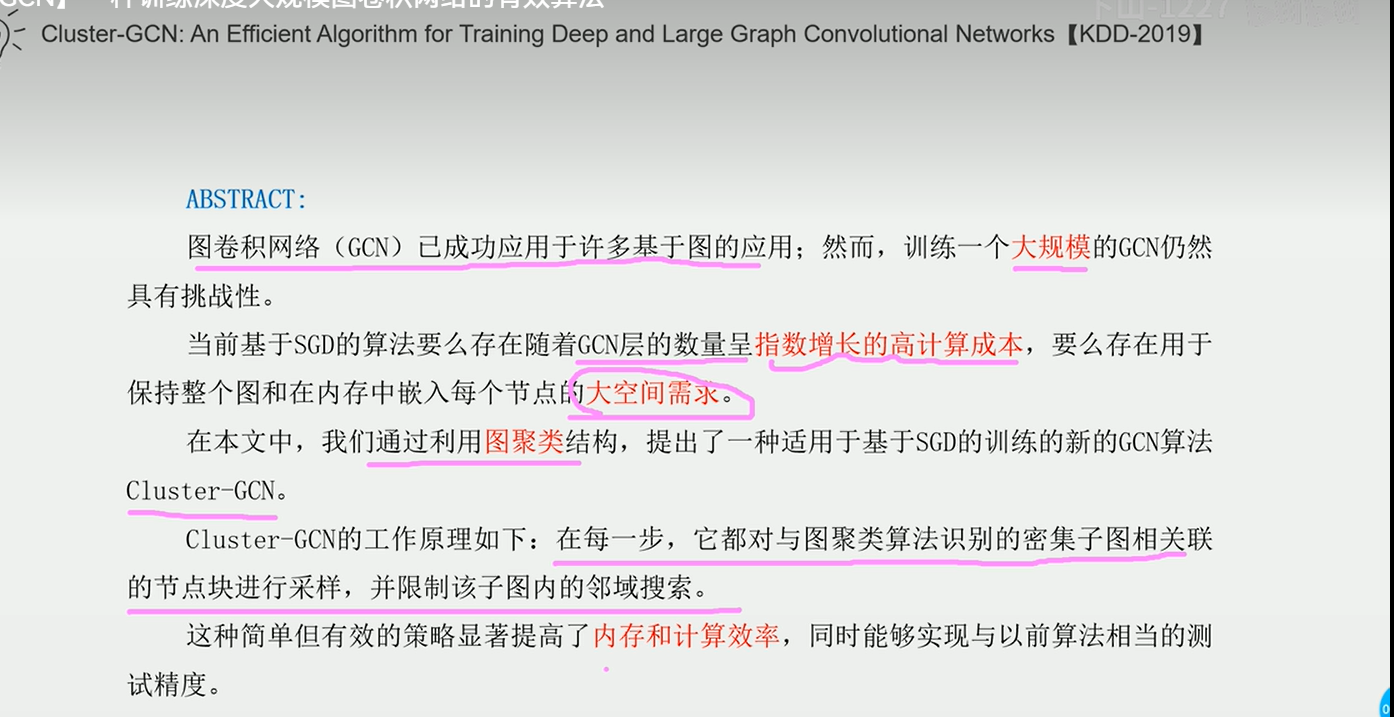 GCN】一种训练深度大规模图卷积网络的有效算法
下山-1227
Cluster-GCN: An Efficient Algorithm for Training Deep and Large Graph Convolutional Networks【KDD-2019】
ABSTRACT:
图卷积网络（GCN）已成功应用于许多基于图的应用；然而，训练一个大规模的GCN仍然
具有挑战性。
当前基于SGD的算法要么存在随着GCN层的数量呈指数增长的高计算成本，要么存在用于
保持整个图和在内存中嵌入每个节点的大空间需求。
在本文中，我们通过利用图聚类结构，提出了一种适用于基于SGD的训练的新的GCN算法
Cluster-GCN。
Cluster-GCN的工作原理如下：在每一步，它都对与图聚类算法识别的密集子图相关联
的节点块进行采样，并限制该子图内的邻域搜索。
这种简单但有效的策略显著提高了内存和计算效率，同时能够实现与以前算法相当的测
试精度。